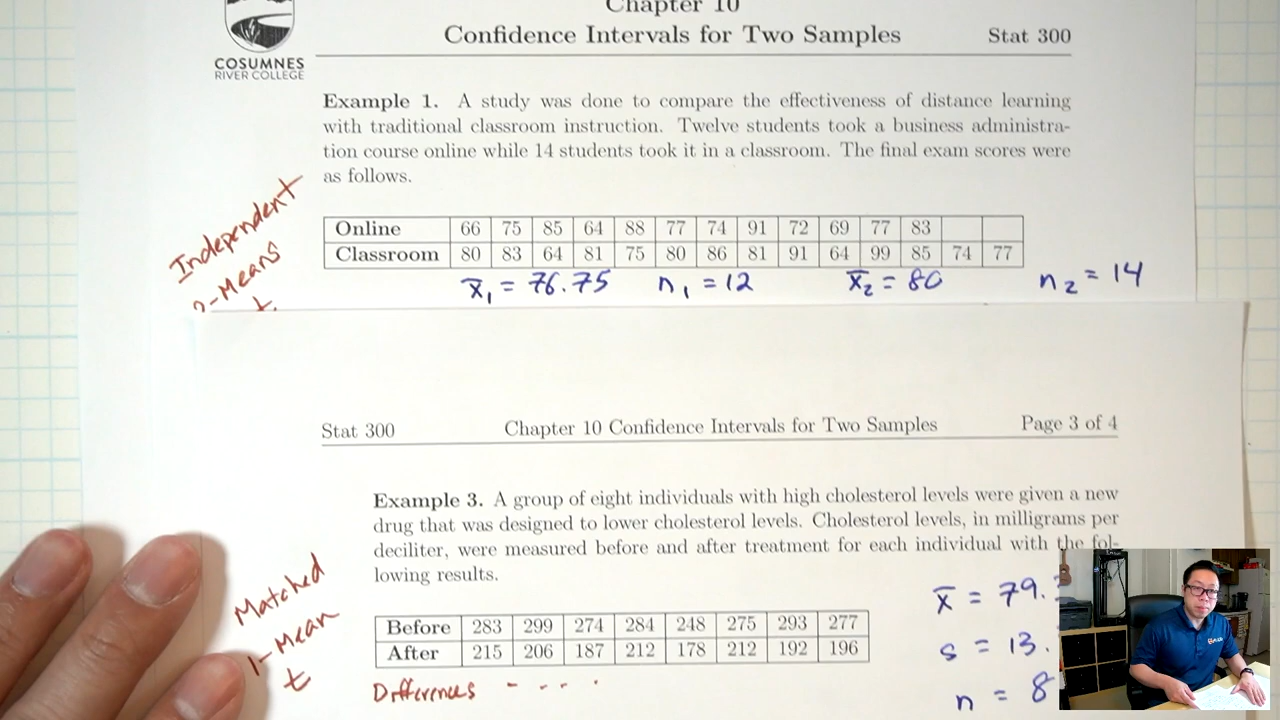 Chapter 10
Confidence Intervals for Two Samples Stat 300
COSUMNES
RIVER COLLEGE
Example 1. A study was done to compare the effectiveness of distance learning
with traditional classroom instruction. Twelve students took a business administra-
tion course online while 14 students took it in a classroom. The final exam scores were
as follows.
Independent
2-Means
t
Online 66 75 85 64 88 77 74 91 72 69 77 83
Classroom 80 83 64 81 75 80 86 81 91 64 99 85 74 77
x̄₁ = 76.75 n₁ = 12 x̄₂ = 80 n₂ = 14
Stat 300 Chapter 10 Confidence Intervals for Two Samples Page 3 of 4
Example 3. A group of eight individuals with high cholesterol levels were given a new
drug that was designed to lower cholesterol levels. Cholesterol levels, in milligrams per
deciliter, were measured before and after treatment for each individual with the fol-
lowing results.
Matched
1-Mean
t
Before 283 299 274 284 248 275 293 277
After 215 206 187 212 178 212 192 196
Differences - - - -
x̄ = 79.
s = 13.
n = 8